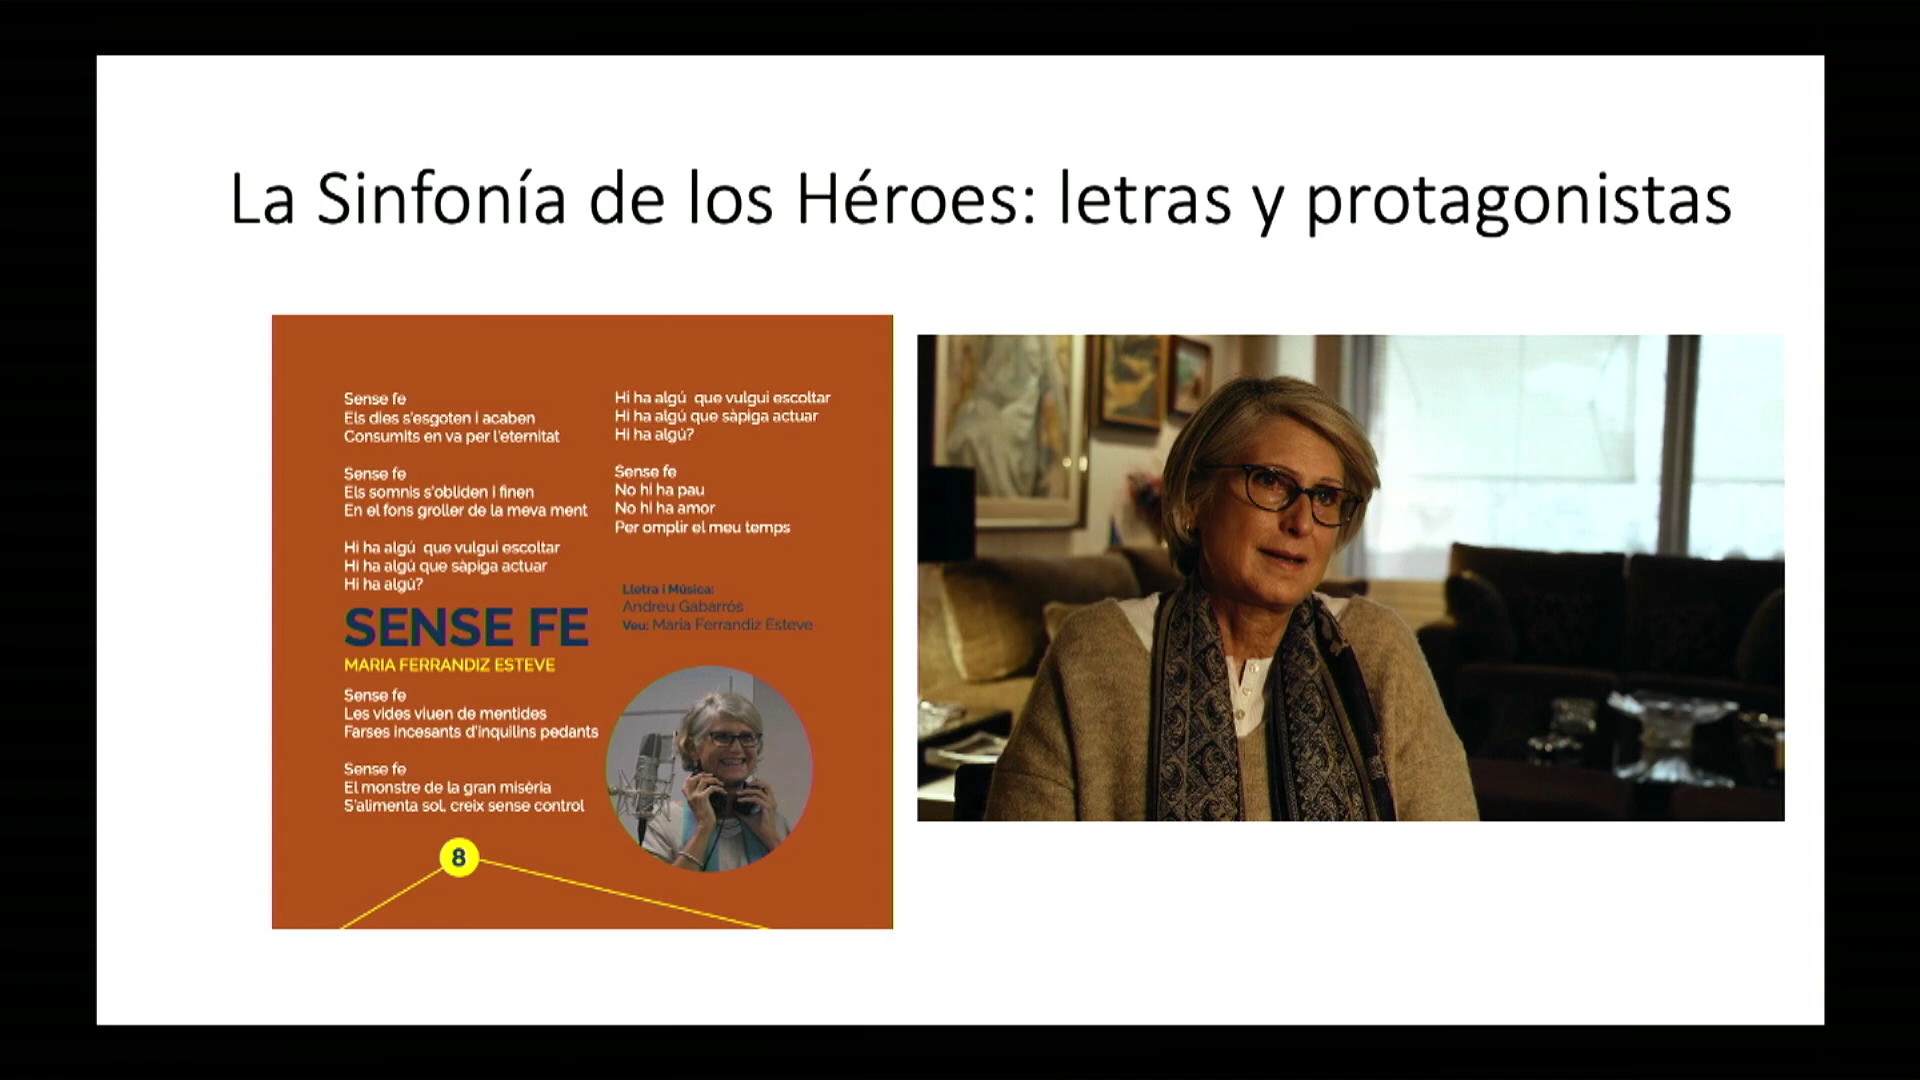 La Sinfonía de los Héroes: letras y protagonistas
Sense fe
Els dies s'esgoten i acaben
Consumits en va per l'eternitat
Sense fe
Els somnis s'obliden i finen
En el fons groller de la meva ment
Hi ha algú que vulgui escoltar
Hi ha algú que sàpiga actuar
Hi ha algú?
SENSE FE
MARIA FERRANDIZ ESTEVE
Sense fe
Les vides viuen de mentides
Farses incesants d'inquilins pedants
Sense fe
El monstre de la gran misèria
S'alimenta sol, creix sense control
Hi ha algú que vulgui escoltar
Hi ha algú que sàpiga actuar
Hi ha algú?
Sense fe
No hi ha pau
No hi ha amor
Per omplir el meu temps
Lletra i Música:
Andreu Gabarrós
Veu: Maria Ferrandiz Esteve
8